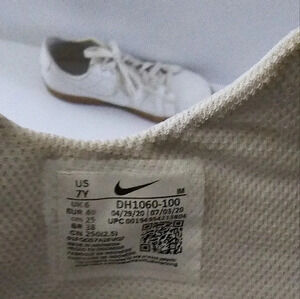 US
7Y
UK 6
EUR 40
cm 25
BR 38
CN 250(2.5)
IM
DH1060-100
04/29/20 07/03/20
UPC